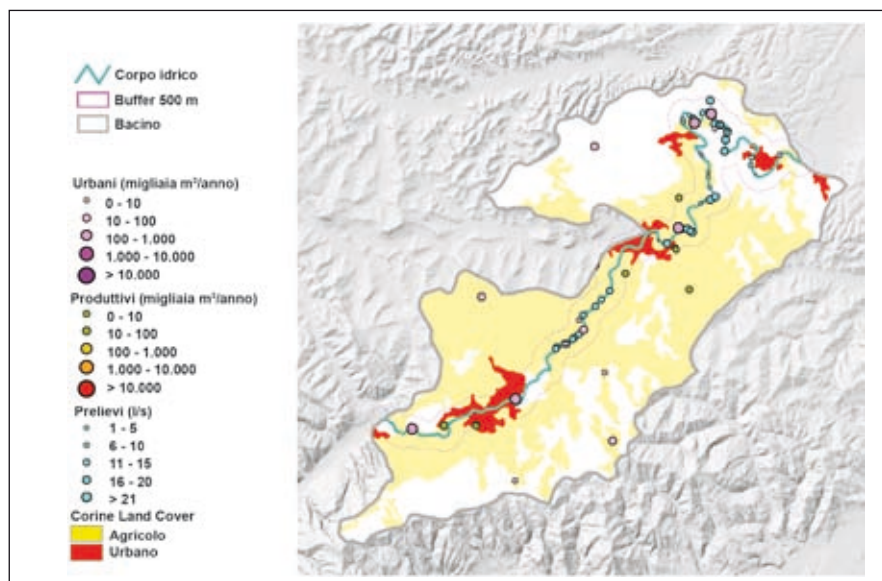 Corpo idrico
Buffer 500 m
Bacino
Urbani (migliaia m³/anno)
0 - 10
10 - 100
100 - 1.000
1.000 - 10.000
> 10.000
Produttivi (migliaia m³/anno)
0 - 10
10 - 100
100 - 1.000
1.000 - 10.000
> 10.000
Prelievi (l/s)
1 - 5
6 - 10
11 - 15
16 - 20
> 21
Corine Land Cover
Agricolo
Urbano